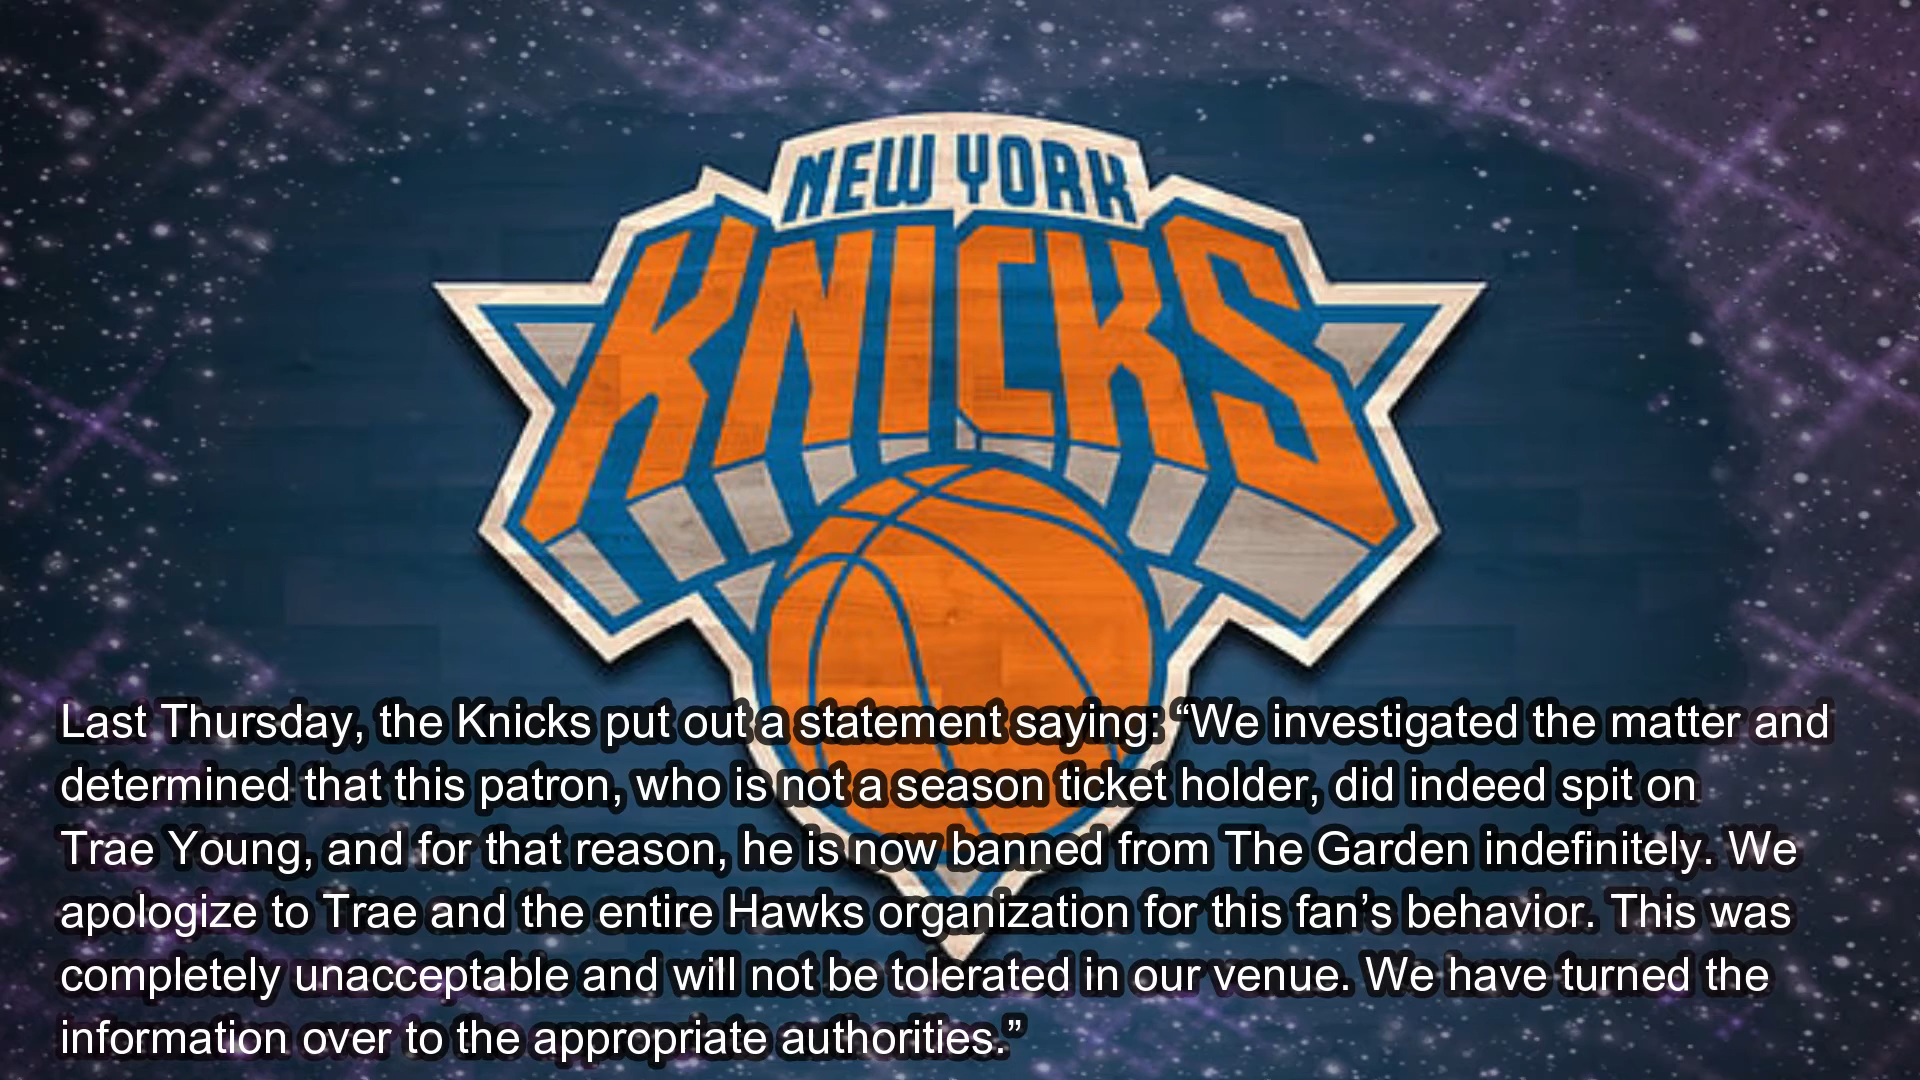 NEW YORK
KNICKS
Last Thursday, the Knicks put out a statement saying: “We investigated the matter and
determined that this patron, who is not a season ticket holder, did indeed spit on
Trae Young, and for that reason, he is now banned from The Garden indefinitely. We
apologize to Trae and the entire Hawks organization for this fan’s behavior. This was
completely unacceptable and will not be tolerated in our venue. We have turned the
information over to the appropriate authorities.”